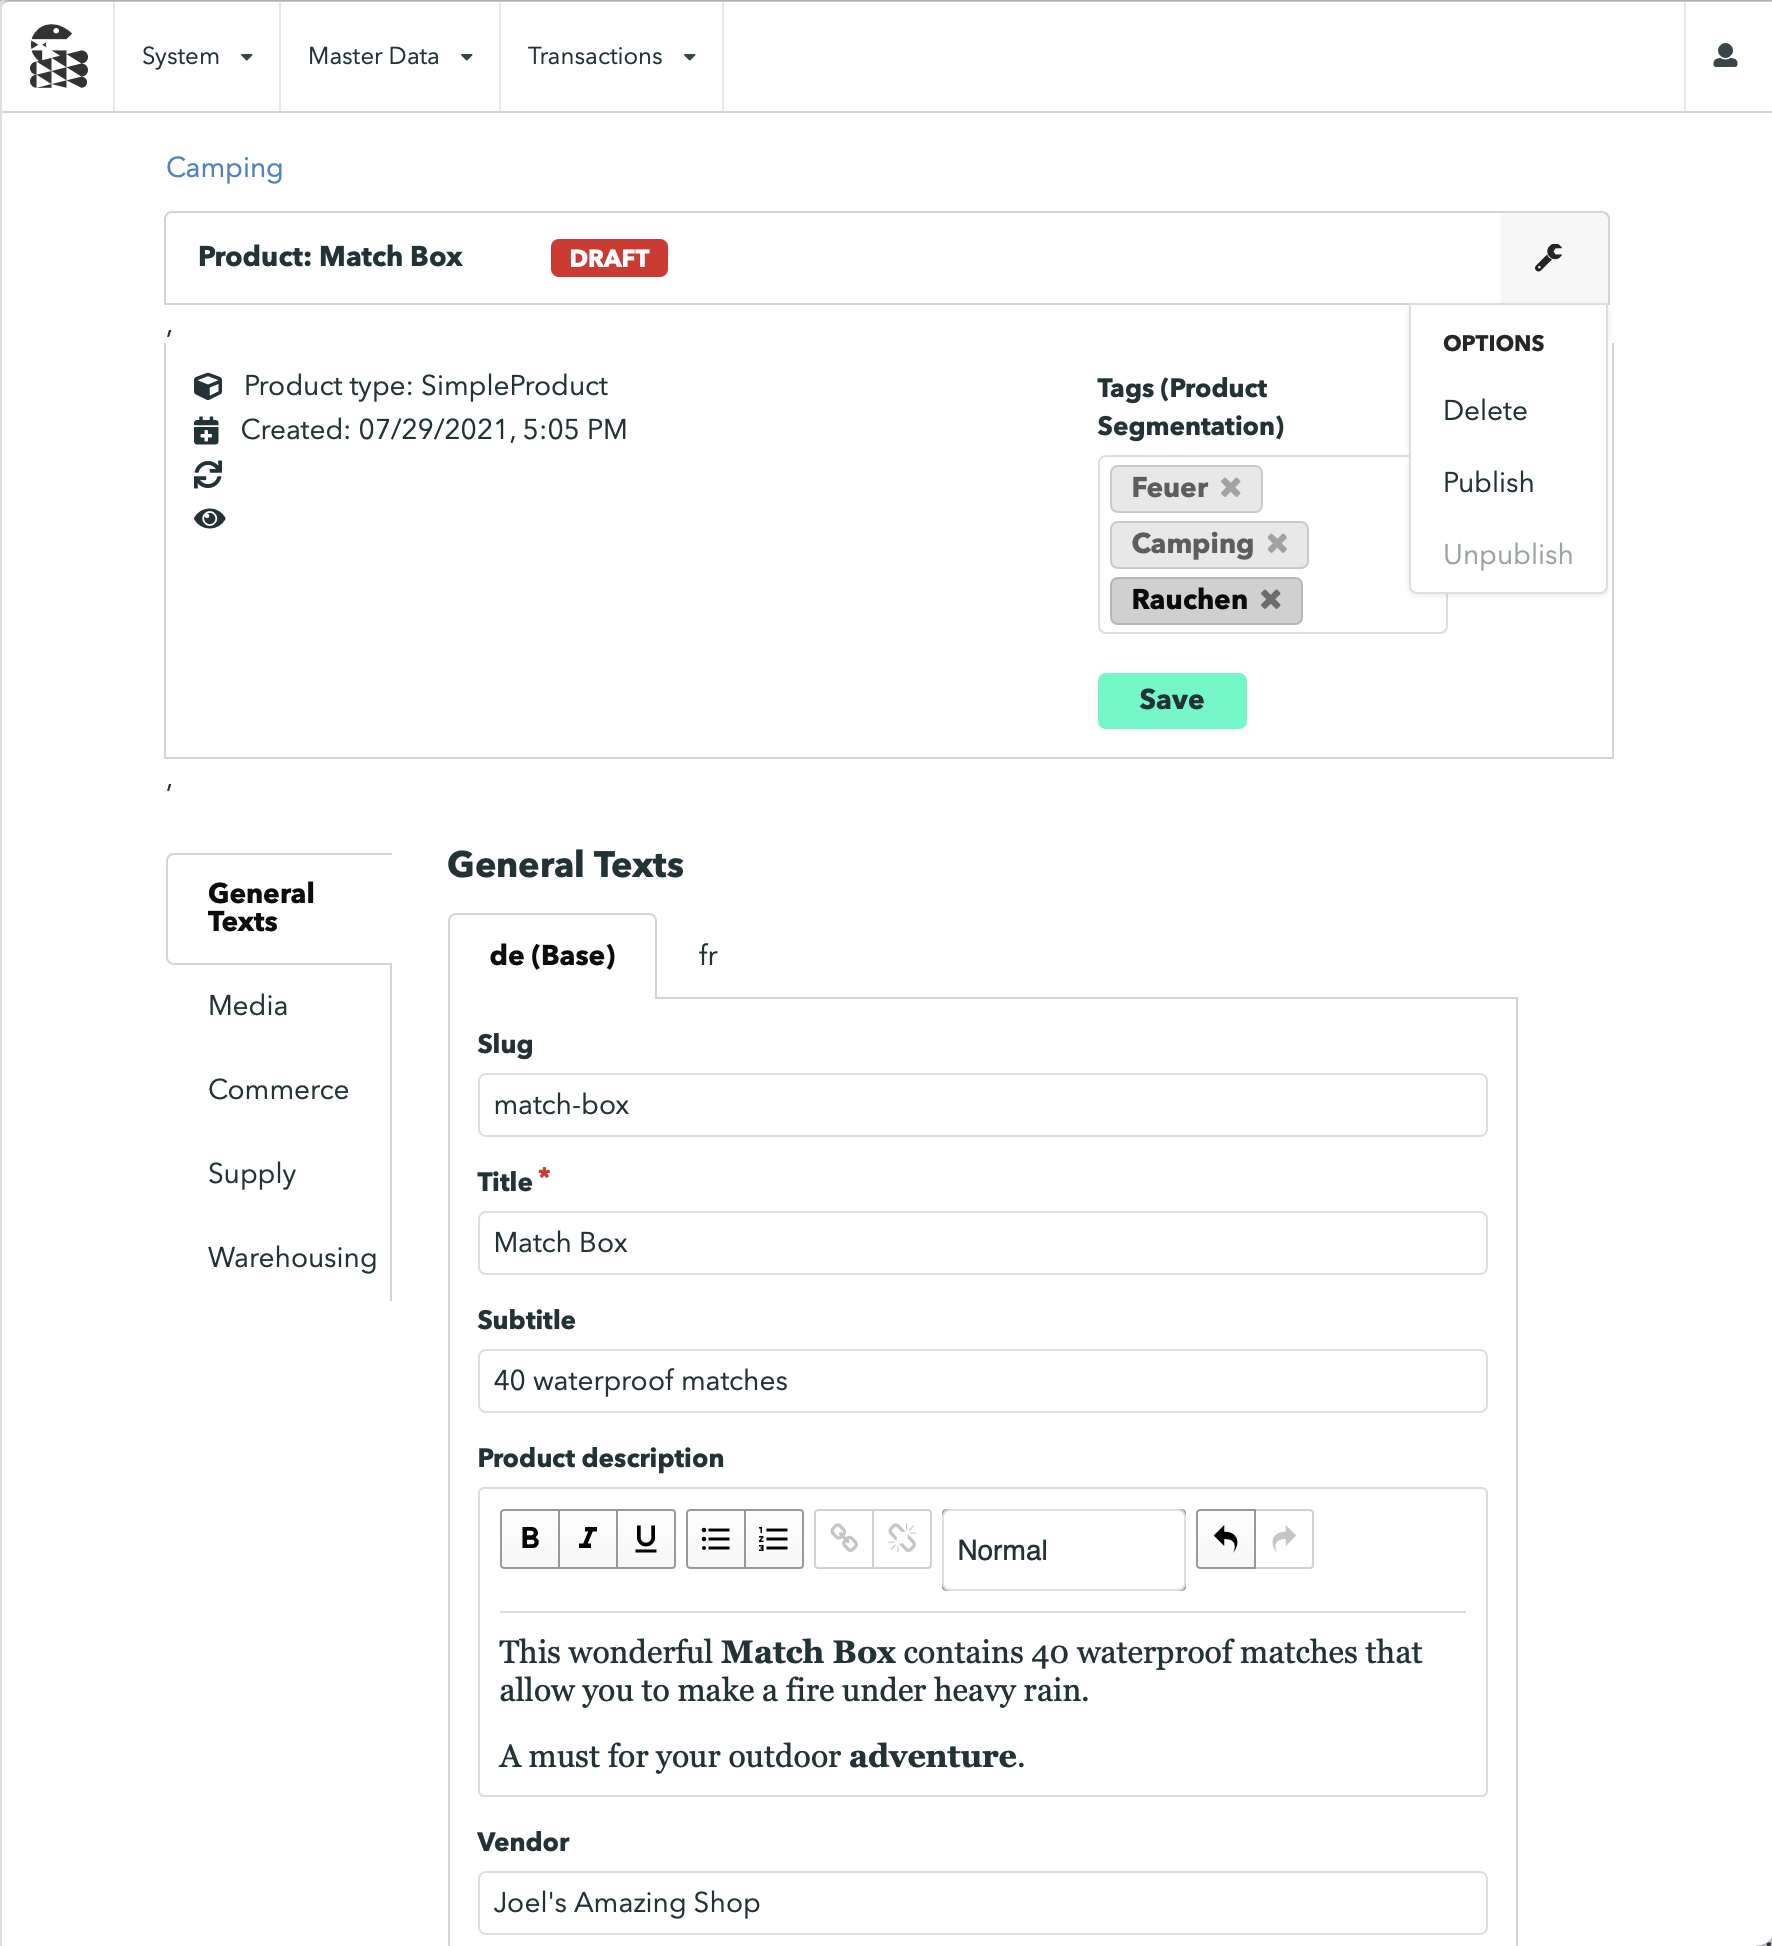 System
Master Data
Transactions
Camping
Product: Match Box
DRAFT
,
OPTIONS
Delete
Publish
Unpublish
Product type: SimpleProduct
Created: 07/29/2021, 5:05 PM
Tags (Product
Segmentation)
Feuer
Camping
Rauchen
Save
,
General
Texts
Media
Commerce
Supply
Warehousing
General Texts
de (Base)
fr
Slug
match-box
Title *
Match Box
Subtitle
40 waterproof matches
Product description
B I U
Normal
This wonderful Match Box contains 40 waterproof matches that
allow you to make a fire under heavy rain.
A must for your outdoor adventure.
Vendor
Joel's Amazing Shop